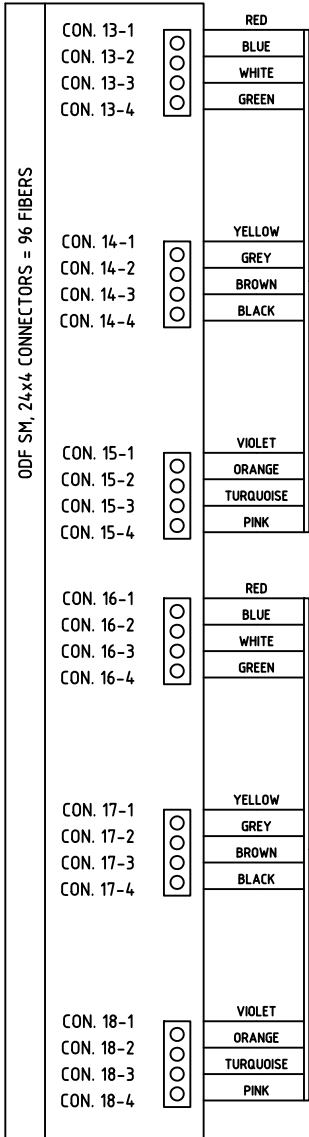 ODF SM, 24x4 CONNECTORS = 96 FIBERS
CON. 13-1 RED
CON. 13-2 BLUE
CON. 13-3 WHITE
CON. 13-4 GREEN
CON. 14-1 YELLOW
CON. 14-2 GREY
CON. 14-3 BROWN
CON. 14-4 BLACK
CON. 15-1 VIOLET
CON. 15-2 ORANGE
CON. 15-3 TURQUOISE
CON. 15-4 PINK
CON. 16-1 RED
CON. 16-2 BLUE
CON. 16-3 WHITE
CON. 16-4 GREEN
CON. 17-1 YELLOW
CON. 17-2 GREY
CON. 17-3 BROWN
CON. 17-4 BLACK
CON. 18-1 VIOLET
CON. 18-2 ORANGE
CON. 18-3 TURQUOISE
CON. 18-4 PINK